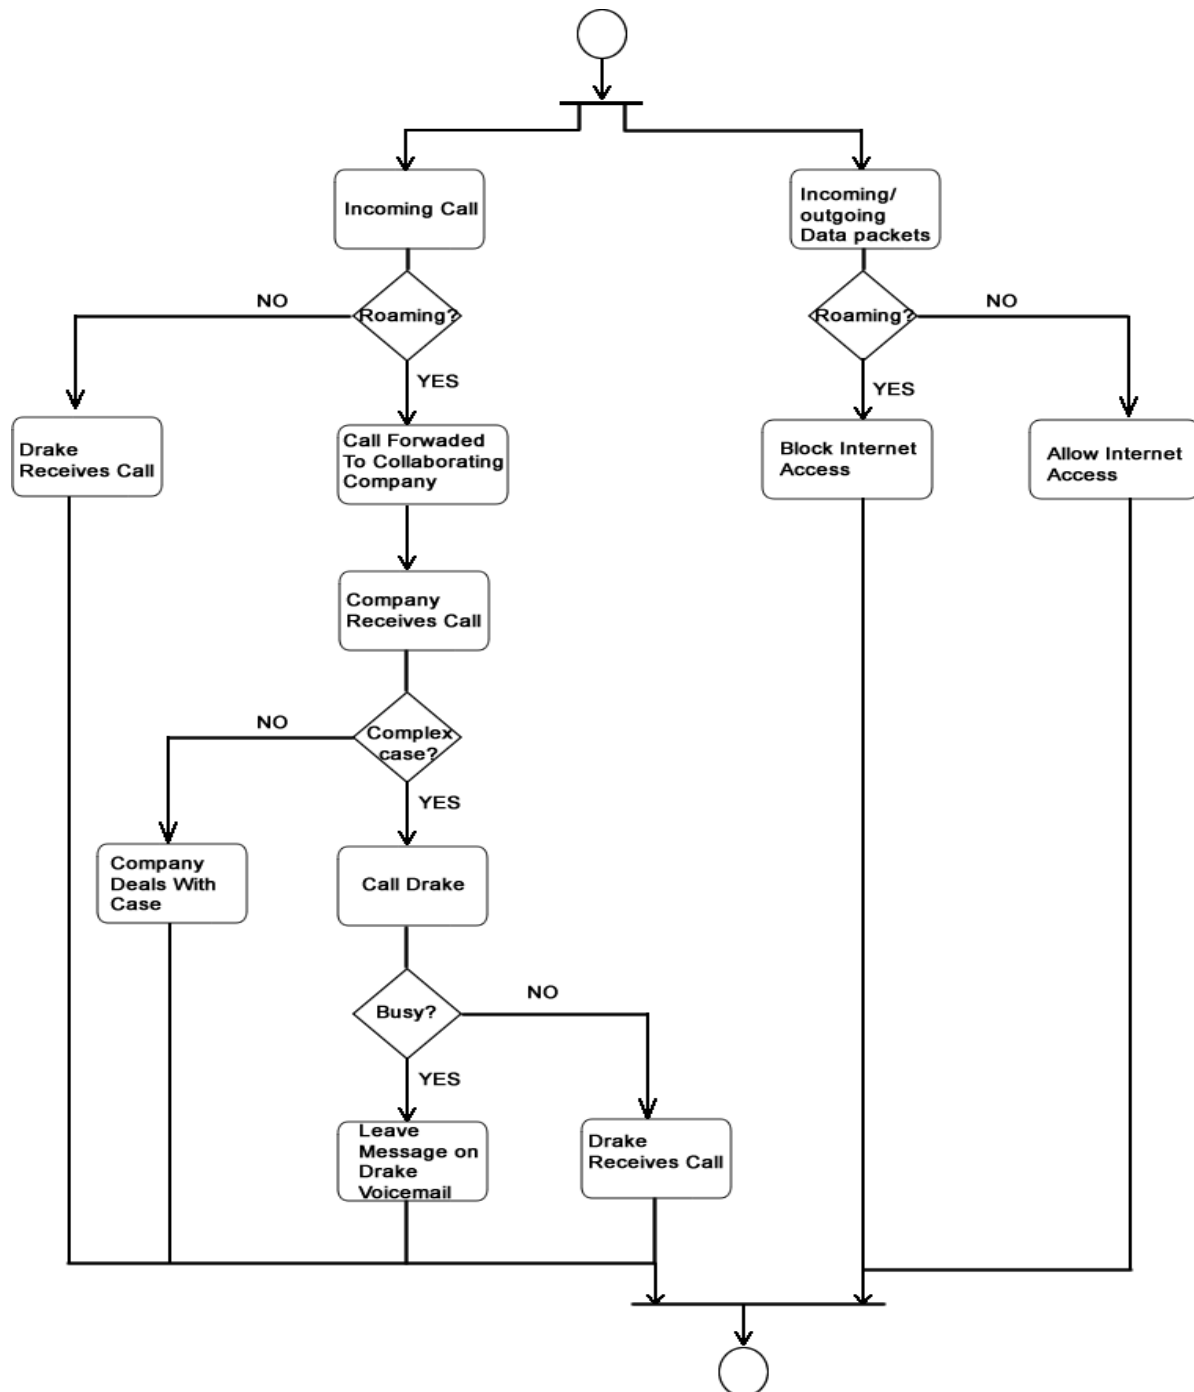 Incoming Call
Incoming/
outgoing
Data packets
NO
Roaming?
YES
Roaming?
NO
YES
Drake
Receives Call
Call Forwaded
To Collaborating
Company
Block Internet
Access
Allow Internet
Access
Company
Receives Call
NO
Complex
case?
YES
Company
Deals With
Case
Call Drake
Busy?
NO
YES
Leave
Message on
Drake
Voicemail
Drake
Receives Call